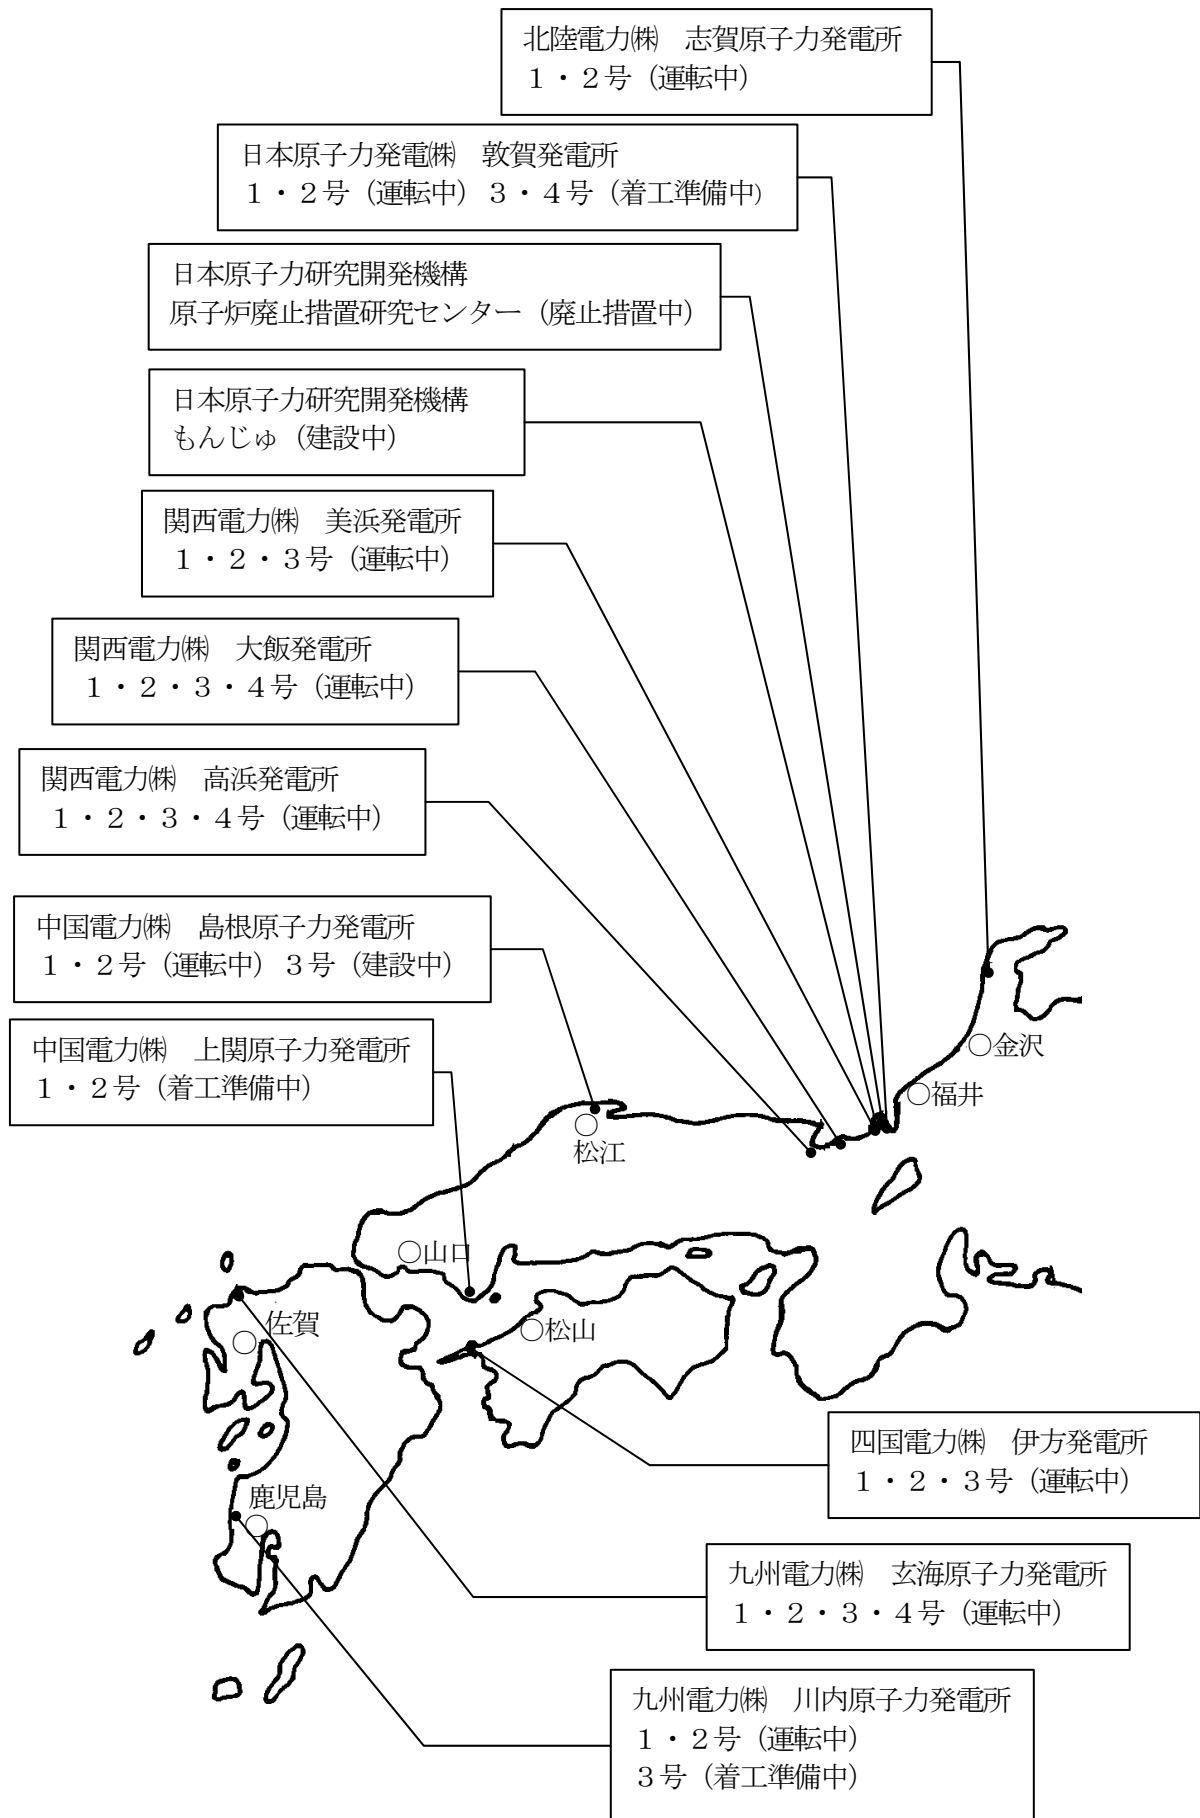 北陸電力㈱　志賀原子力発電所
１・２号（運転中）
日本原子力発電㈱　敦賀発電所
１・２号（運転中）３・４号（着工準備中）
日本原子力研究開発機構
原子炉廃止措置研究センター（廃止措置中）
日本原子力研究開発機構
もんじゅ（建設中）
関西電力㈱　美浜発電所
１・２・３号（運転中）
関西電力㈱　大飯発電所
１・２・３・４号（運転中）
関西電力㈱　高浜発電所
１・２・３・４号（運転中）
中国電力㈱　島根原子力発電所
１・２号（運転中）３号（建設中）
中国電力㈱　上関原子力発電所
１・２号（着工準備中）
○金沢
○福井
○
松江
○山口
佐賀
○
○松山
四国電力㈱　伊方発電所
１・２・３号（運転中）
鹿児島
○
九州電力㈱　玄海原子力発電所
１・２・３・４号（運転中）
九州電力㈱　川内原子力発電所
１・２号（運転中）
３号（着工準備中）